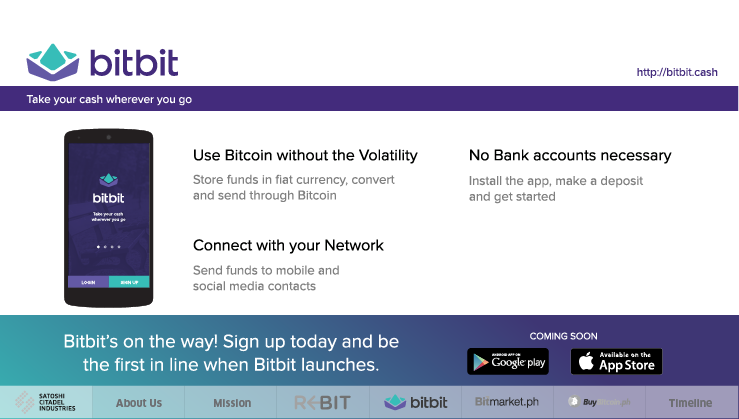 bitbit
http://bitbit.cash
Take your cash wherever you go
bitbit
Take your cash
wherever you go
LOGIN
SIGN UP
Use Bitcoin without the Volatility
Store funds in fiat currency, convert
and send through Bitcoin
No Bank accounts necessary
Install the app, make a deposit
and get started
Connect with your Network
Send funds to mobile and
social media contacts
Bitbit's on the way! Sign up today and be
the first in line when Bitbit launches.
COMING SOON
ANDROID APP ON
Google play
Available on the
App Store
SATOSHI
CITADEL
INDUSTRIES
About Us
Mission
REBIT
bitbit
Bitmarket.ph
Timeline